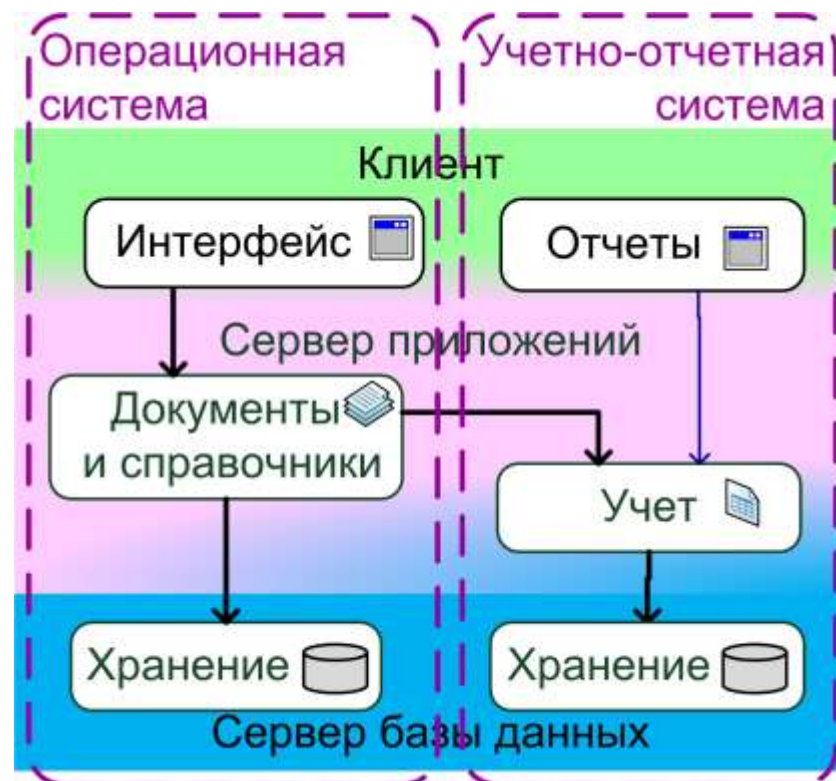 Операционная
система
Учетно-отчетная
система
Клиент
Интерфейс
Отчеты
Сервер приложений
Документы
и справочники
Учет
Хранение
Хранение
Сервер базы данных